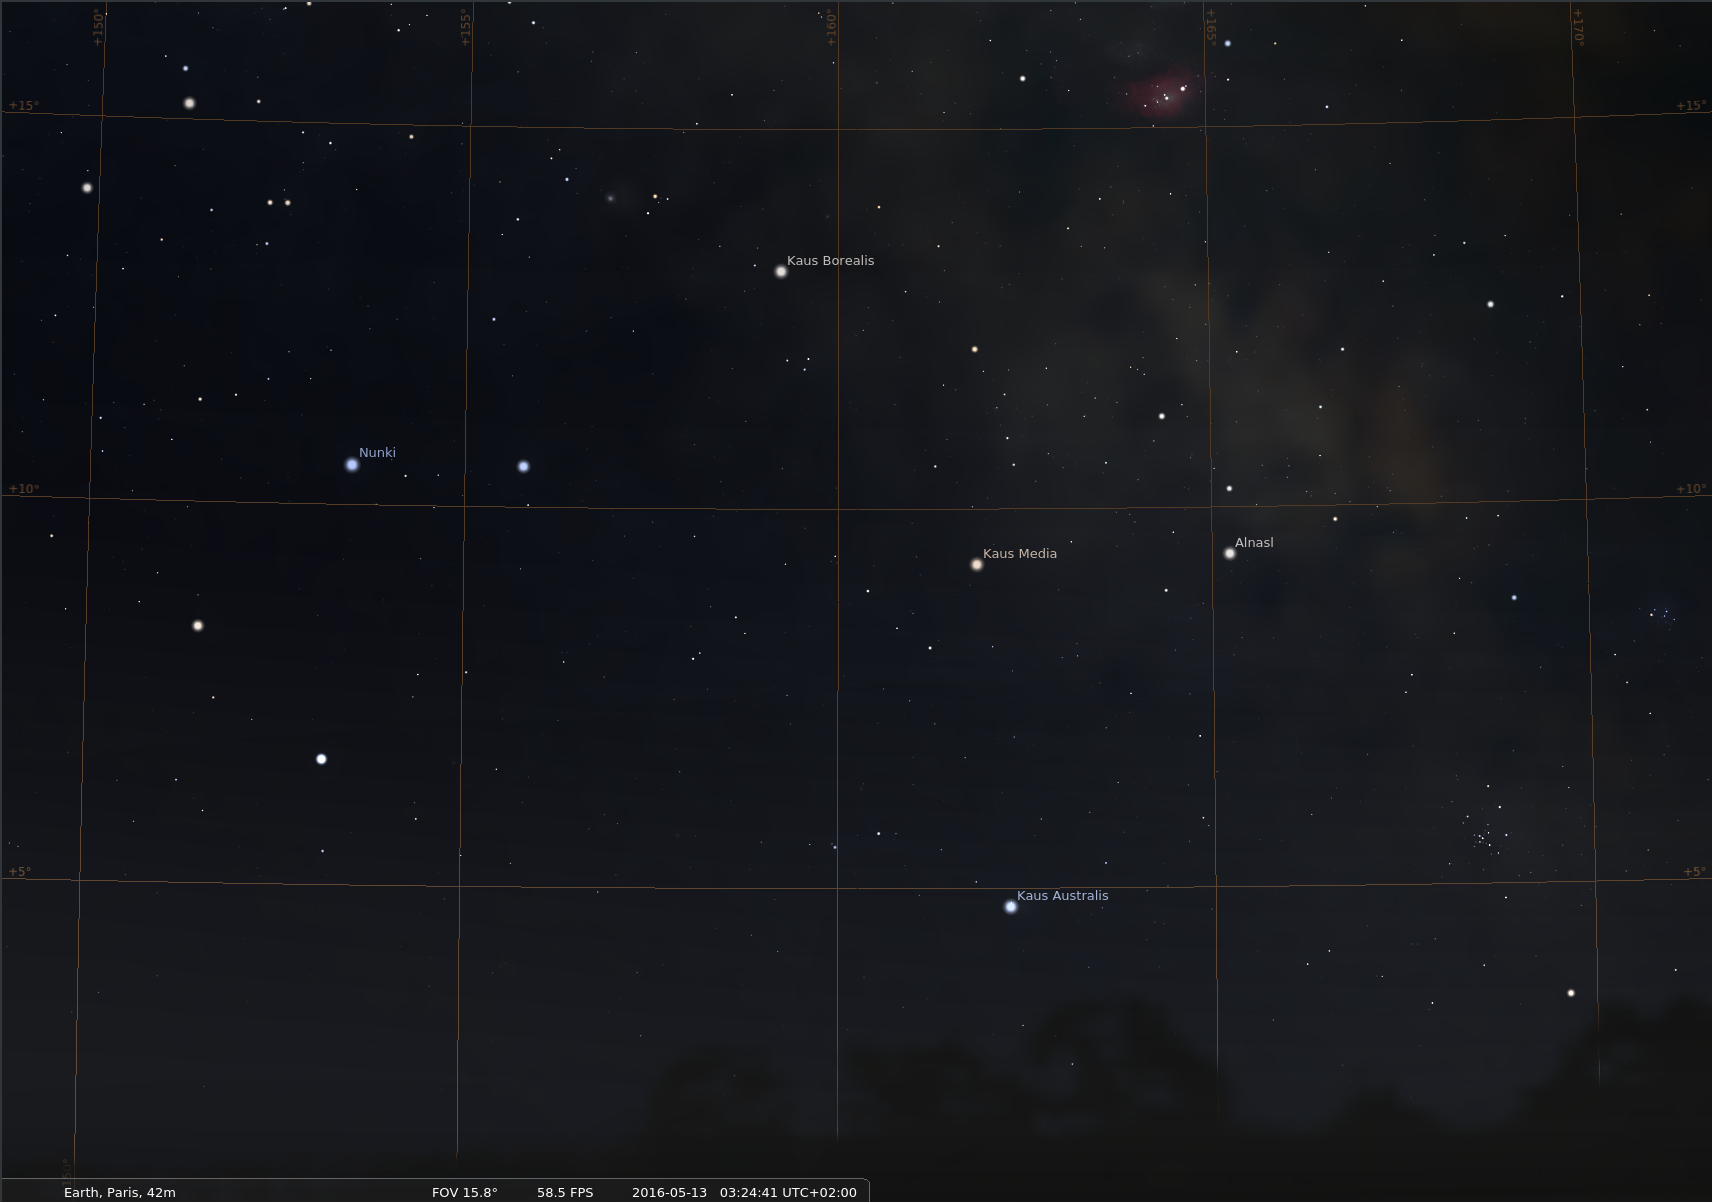 +150°
+155°
+160°
+165°
+170°
+15°
+15°
Kaus Borealis
Nunki
+10°
+10°
Alnasl
Kaus Media
+5°
+5°
Kaus Australis
Earth, Paris, 42m FOV 15.8° 58.5 FPS 2016-05-13 03:24:41 UTC+02:00